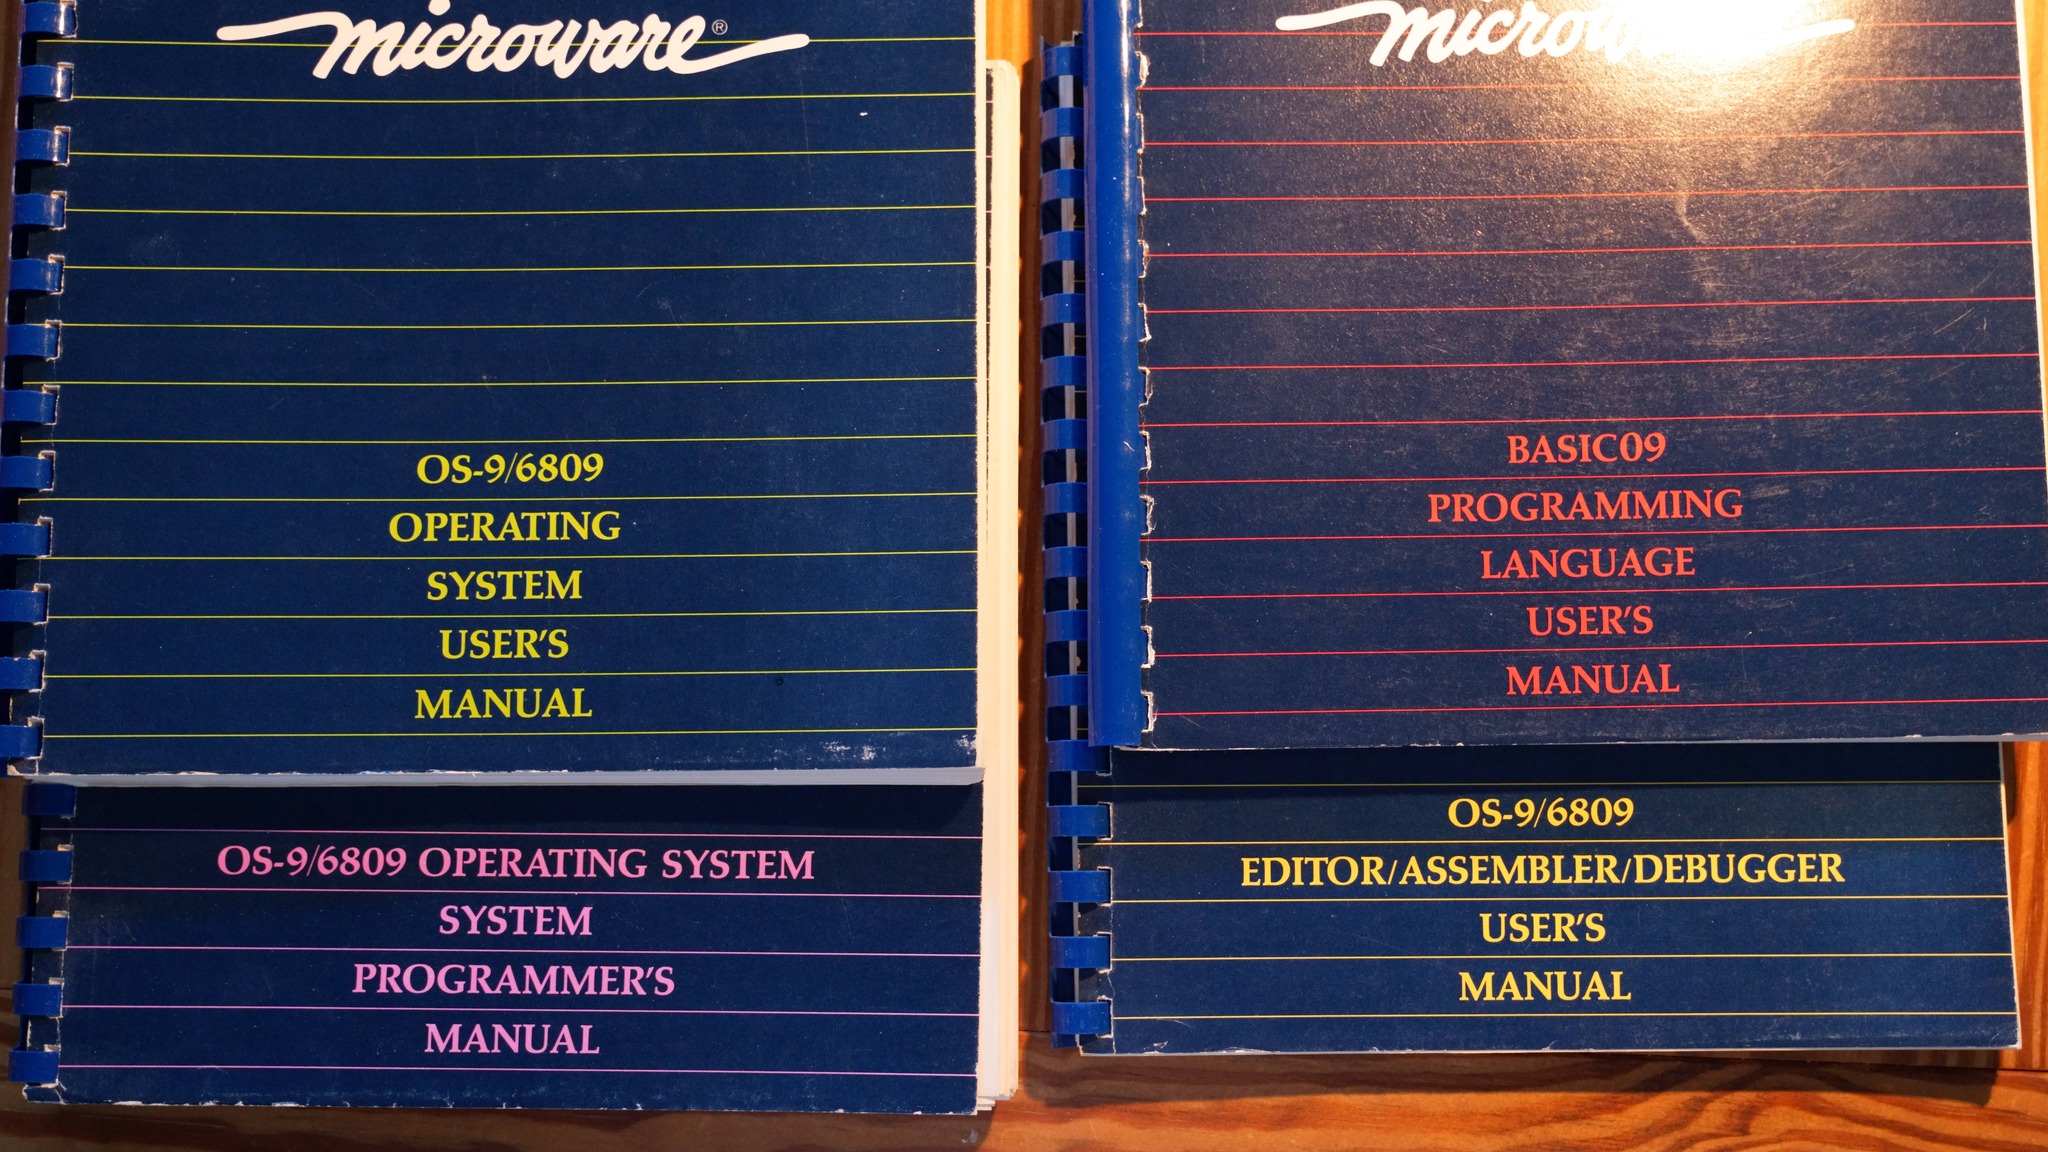 microware®
OS-9/6809
OPERATING
SYSTEM
USER'S
MANUAL
OS-9/6809 OPERATING SYSTEM
SYSTEM
PROGRAMMER'S
MANUAL
microware
BASIC09
PROGRAMMING
LANGUAGE
USER'S
MANUAL
OS-9/6809
EDITOR/ASSEMBLER/DEBUGGER
USER'S
MANUAL